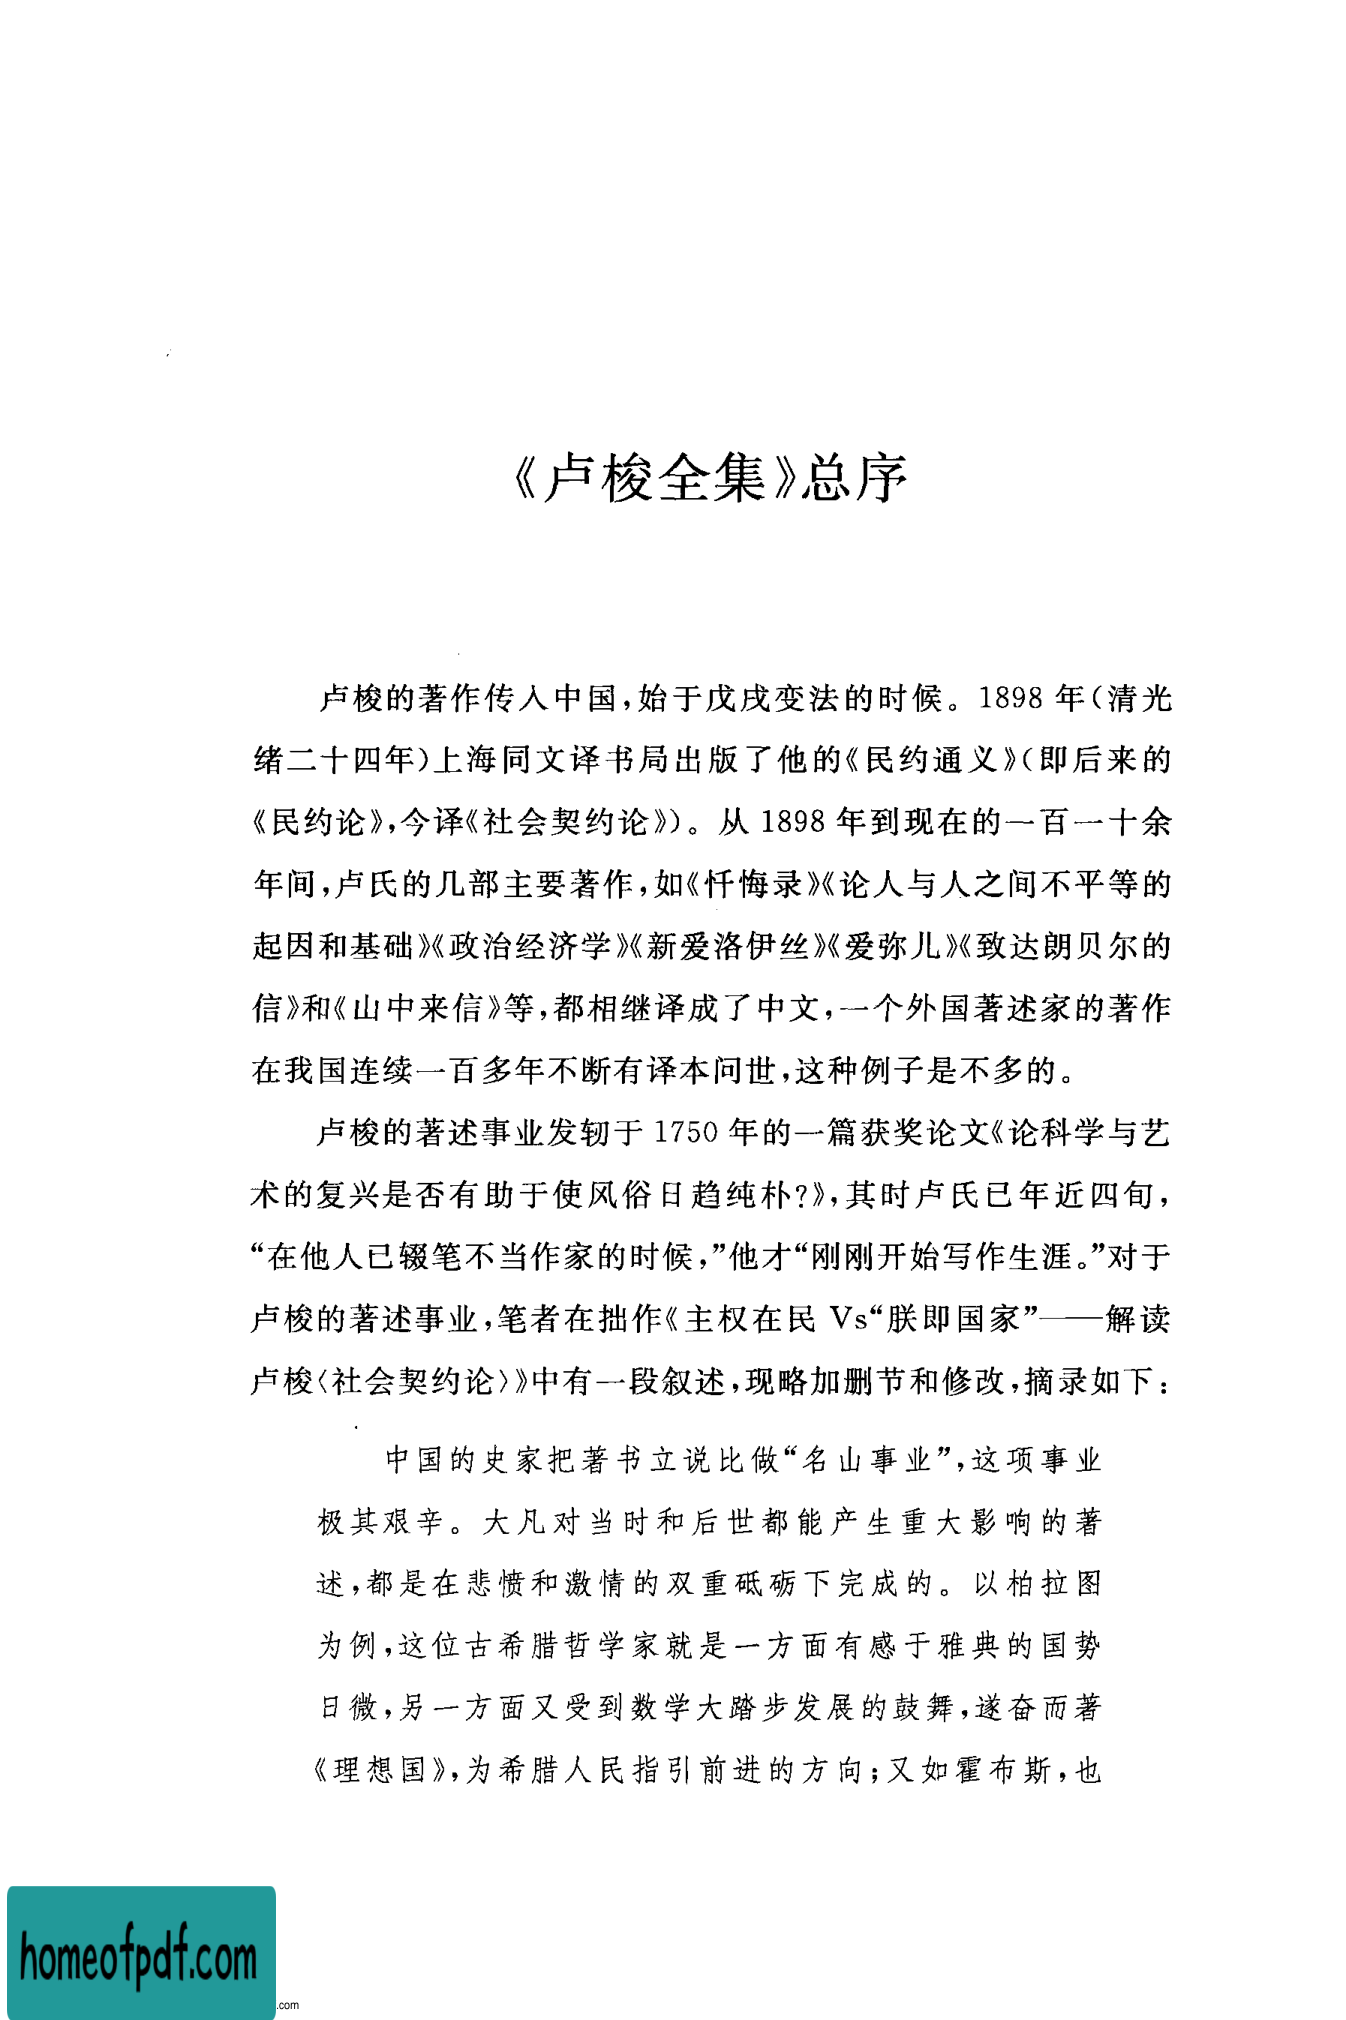 《卢梭全集》总序
卢梭的著作传入中国,始于戊戌变法的时候。1898 年(清光
绪二十四年)上海同文译书局出版了他的《民约通义》(即后来的
《民约论》,今译《社会契约论》)。从 1898 年到现在的一百一十余
年间,卢氏的几部主要著作,如《忏悔录》《论人与人之间不平等的
起因和基础》《政治经济学》《新爱洛伊丝》《爱弥儿》《致达朗贝尔的
信》和《山中来信》等,都相继译成了中文,一个外国著述家的著作
在我国连续一百多年不断有译本问世,这种例子是不多的。
卢梭的著述事业发轫于 1750 年的一篇获奖论文《论科学与艺
术的复兴是否有助于使风俗日趋纯朴?》,其时卢氏已年近四旬,
“在他人已辍笔不当作家的时候,”他才“刚刚开始写作生涯。”对于
卢梭的著述事业,笔者在拙作《主权在民 Vs“朕即国家”——解读
卢梭〈社会契约论〉》中有一段叙述,现略加删节和修改,摘录如下:
中国的史家把著书立说比做“名山事业”,这项事业
极其艰辛。大凡对当时和后世都能产生重大影响的著
述,都是在悲愤和激情的双重砥砺下完成的。以柏拉图
为例,这位古希腊哲学家就是一方面有感于雅典的国势
日微,另一方面又受到数学大踏步发展的鼓舞,遂奋而著
《理想国》,为希腊人民指引前进的方向;又如霍布斯,也
homeofpdf.com
.com